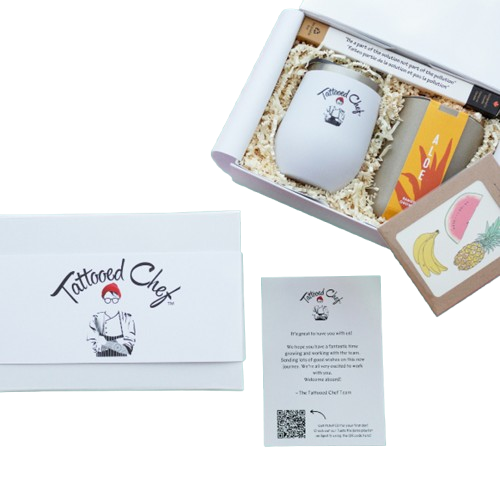 "Be a part of the solution not part of the pollution"
Tattooed Chef
ALOE
Tattooed Chef TM
Tattooed Chef
It's great to have you with us!
We hope you have a fantastic time
growing and working with the team.
Sending lots of good wishes on this new
journey. We're all very excited to work
with you.
Welcome aboard!
- The Tattooed Chef Team